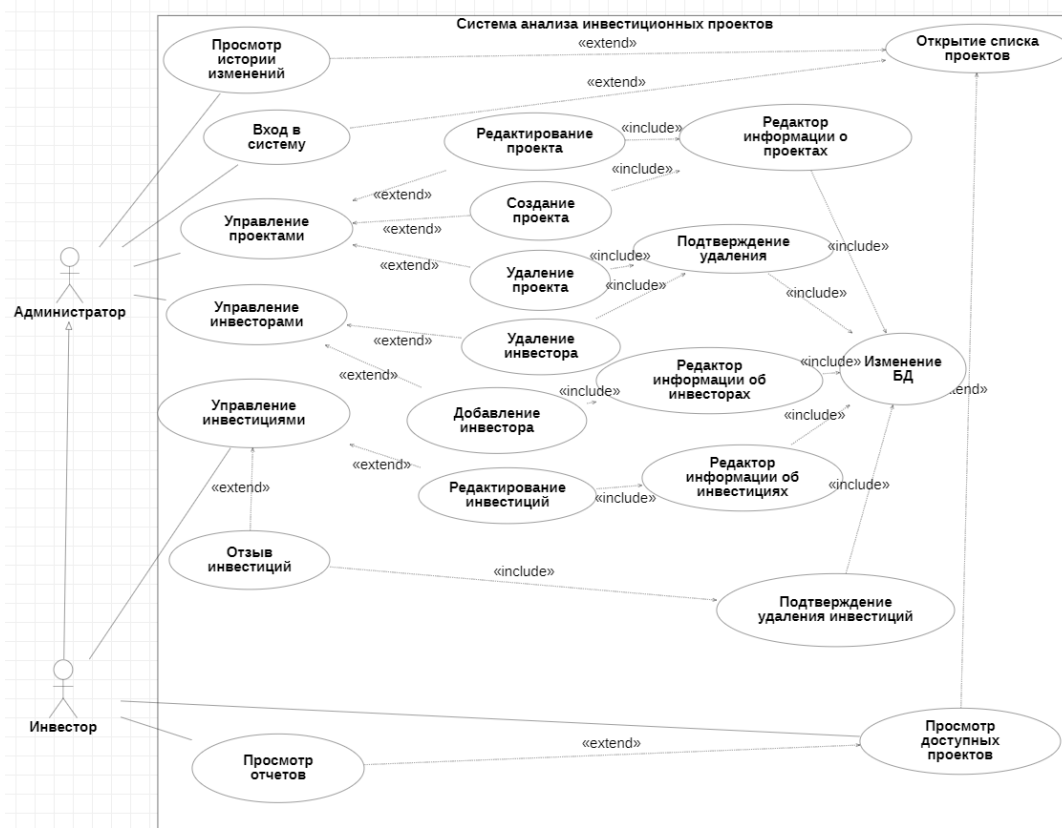 Система анализа инвестиционных проектов
Просмотр
истории
изменений
«extend»
Открытие списка
проектов
«extend»
Вход в
систему
Редактирование
проекта
«include»
Редактор
информации о
проектах
«include»
«extend»
Управление
проектами
Создание
проекта
«extend»
Подтверждение
удаления
«include»
«include»
«extend»
Удаление
проекта
«include»
«include»
Администратор
Управление
инвесторами
«extend»
Удаление
инвестора
Редактор
информации об
инвесторах
«include»
Изменение
БД
«extend»
«include»
Управление
инвестициями
Добавление
инвестора
«include»
«extend»
Редактор
информации об
инвестициях
«include»
«extend»
Редактирование
инвестиций
«include»
Отзыв
инвестиций
«include»
Подтверждение
удаления инвестиций
Инвестор
Просмотр
отчетов
«extend»
Просмотр
доступных
проектов